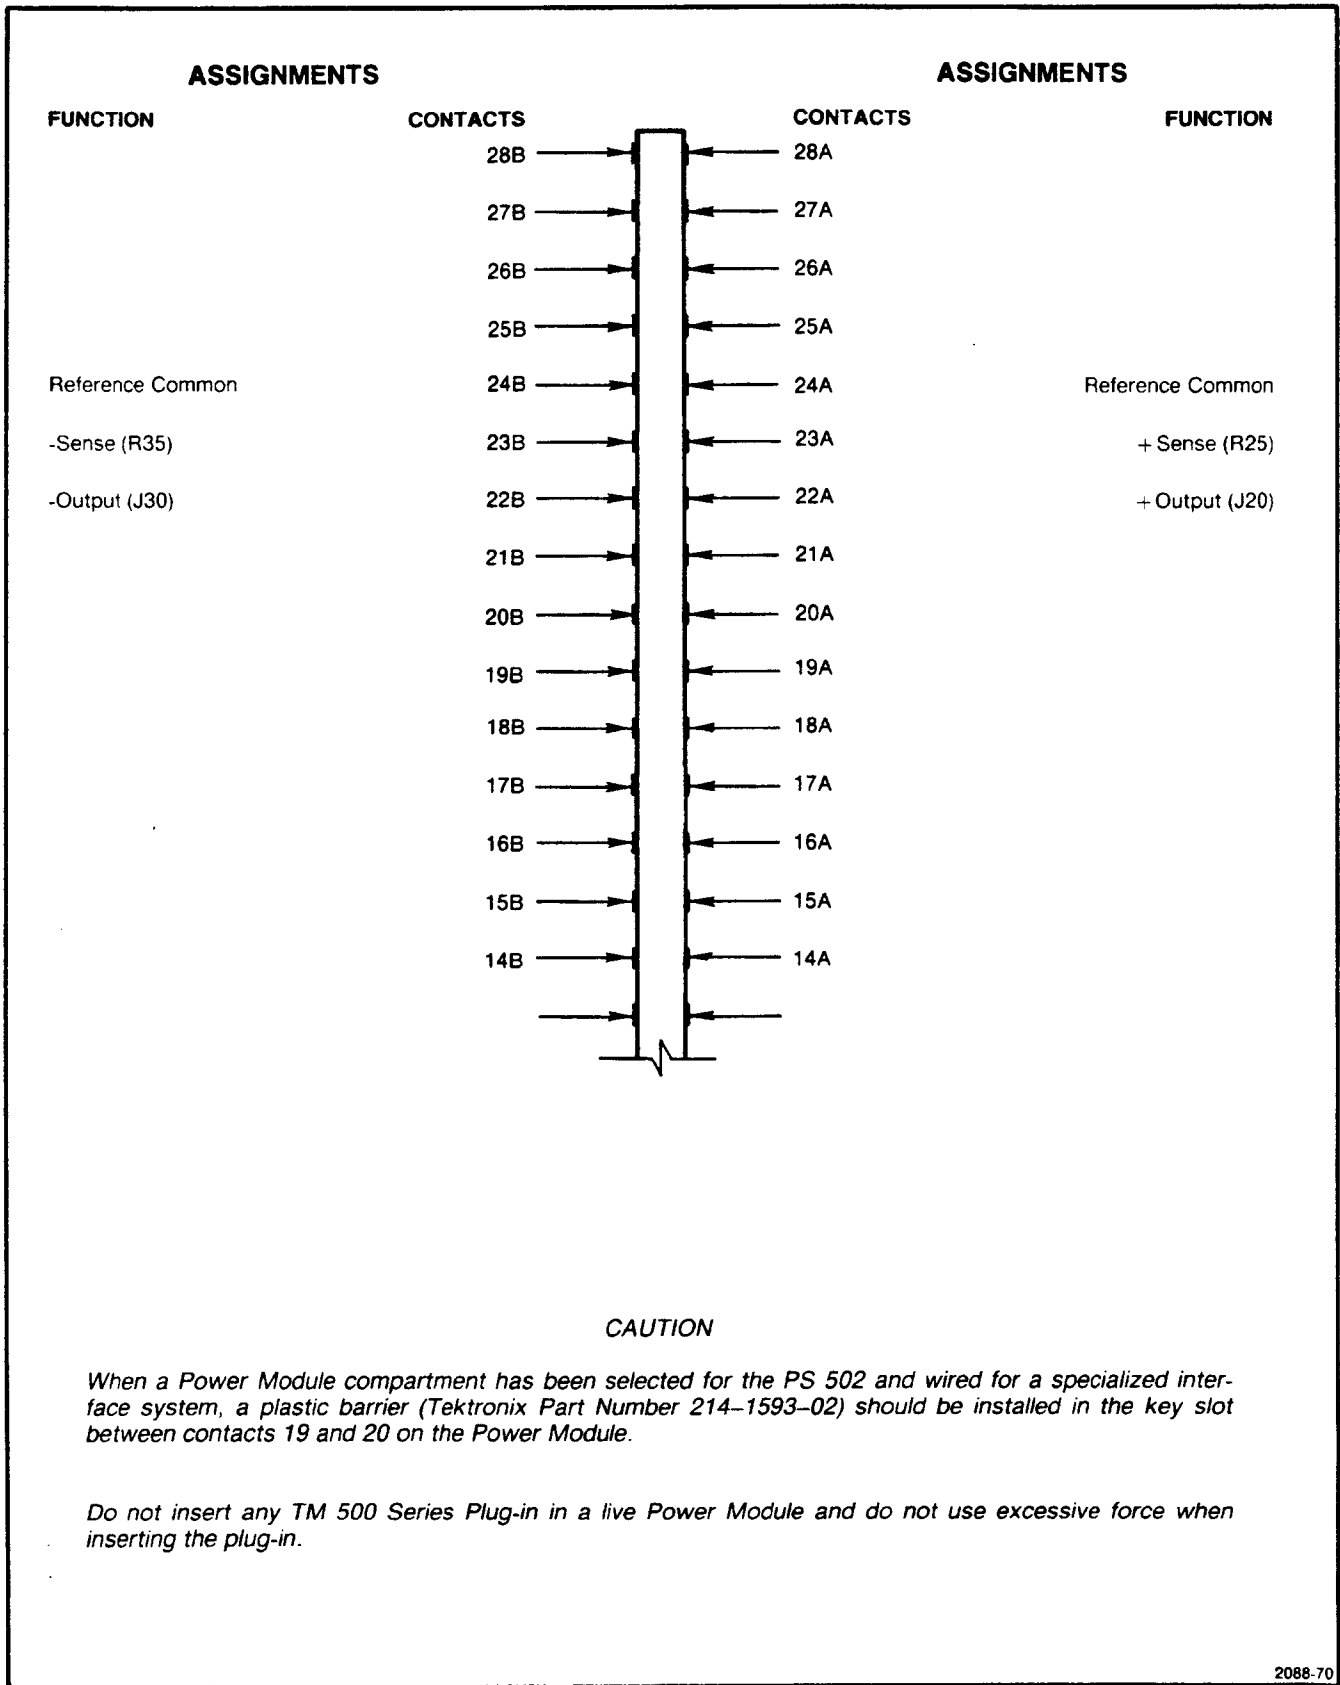 ASSIGNMENTS ASSIGNMENTS
FUNCTION CONTACTS CONTACTS FUNCTION
28B 28A
27B 27A
26B 26A
25B 25A
Reference Common 24B 24A Reference Common
-Sense (R35) 23B 23A + Sense (R25)
-Output (J30) 22B 22A + Output (J20)
21B 21A
20B 20A
19B 19A
18B 18A
17B 17A
16B 16A
15B 15A
14B 14A
CAUTION
When a Power Module compartment has been selected for the PS 502 and wired for a specialized inter-
face system, a plastic barrier (Tektronix Part Number 214–1593–02) should be installed in the key slot
between contacts 19 and 20 on the Power Module.
Do not insert any TM 500 Series Plug-in in a live Power Module and do not use excessive force when
inserting the plug-in.
2088-70